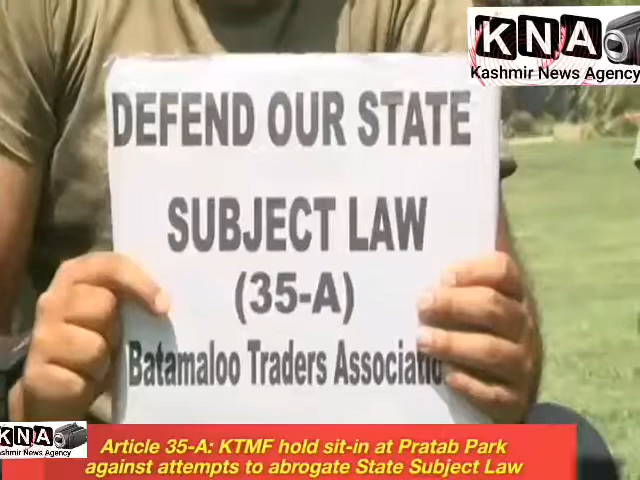 KNA
Kashmir News Agency
DEFEND OUR STATE
SUBJECT LAW
(35-A)
Batamaloo Traders Associatio
KNA
Kashmir News Agency
Article 35-A: KTMF hold sit-in at Pratab Park
against attempts to abrogate State Subject Law